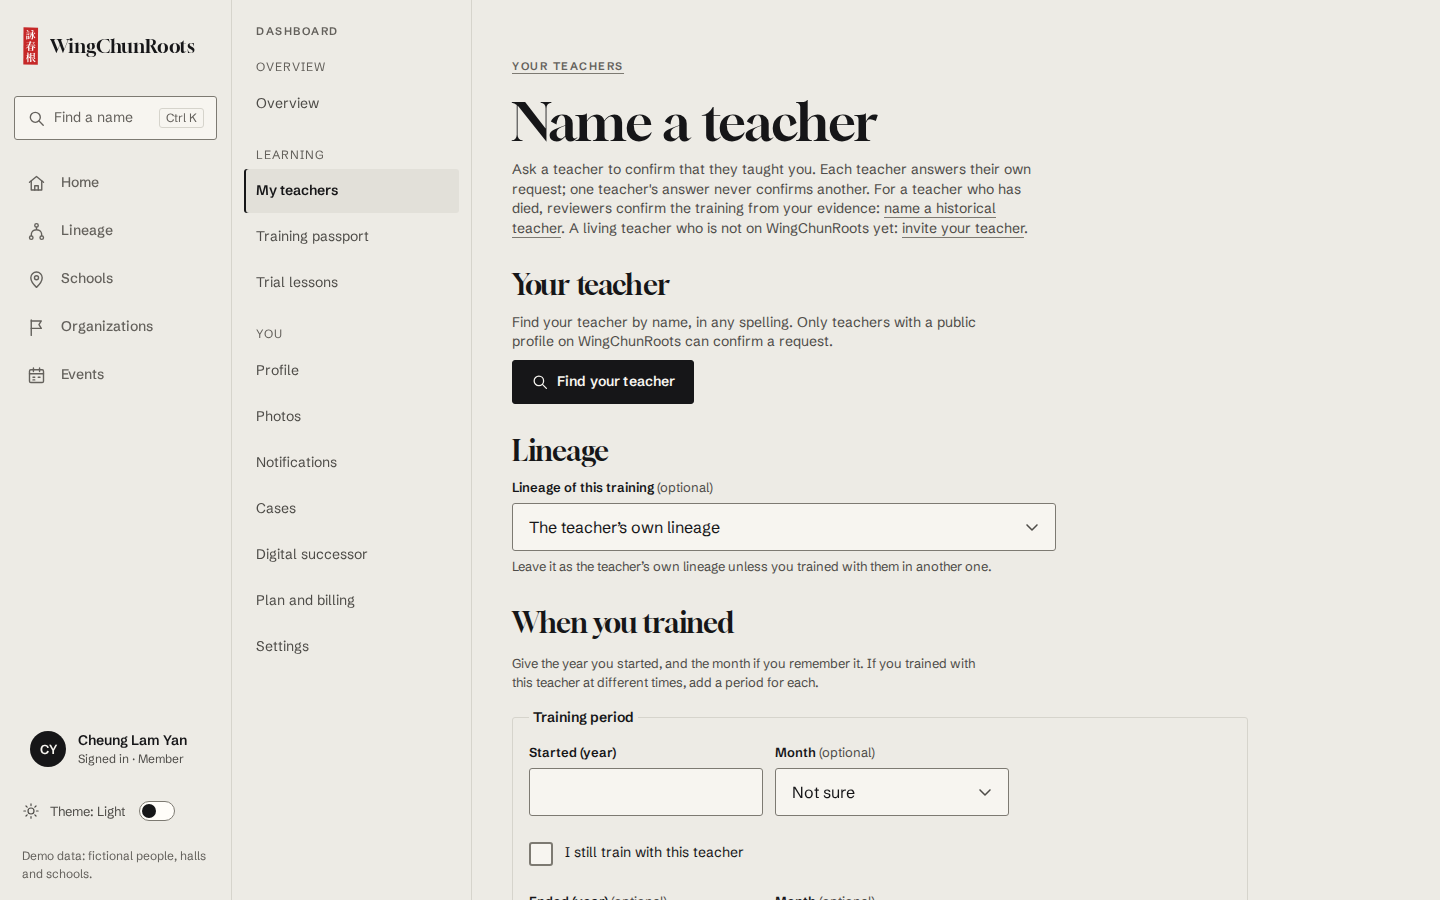 詠春根
WingChunRoots
Find a name
Ctrl K
Home
Lineage
Schools
Organizations
Events
CY
Cheung Lam Yan
Signed in · Member
Theme: Light
Demo data: fictional people, halls
and schools.
DASHBOARD
OVERVIEW
Overview
LEARNING
My teachers
Training passport
Trial lessons
YOU
Profile
Photos
Notifications
Cases
Digital successor
Plan and billing
Settings
YOUR TEACHERS
Name a teacher
Ask a teacher to confirm that they taught you. Each teacher answers their own
request; one teacher's answer never confirms another. For a teacher who has
died, reviewers confirm the training from your evidence: name a historical
teacher. A living teacher who is not on WingChunRoots yet: invite your teacher.
Your teacher
Find your teacher by name, in any spelling. Only teachers with a public
profile on WingChunRoots can confirm a request.
Find your teacher
Lineage
Lineage of this training (optional)
The teacher’s own lineage
Leave it as the teacher’s own lineage unless you trained with them in another one.
When you trained
Give the year you started, and the month if you remember it. If you trained with
this teacher at different times, add a period for each.
Training period
Started (year)
Month (optional)
Not sure
I still train with this teacher
Ended (year) (optional)
Month (optional)